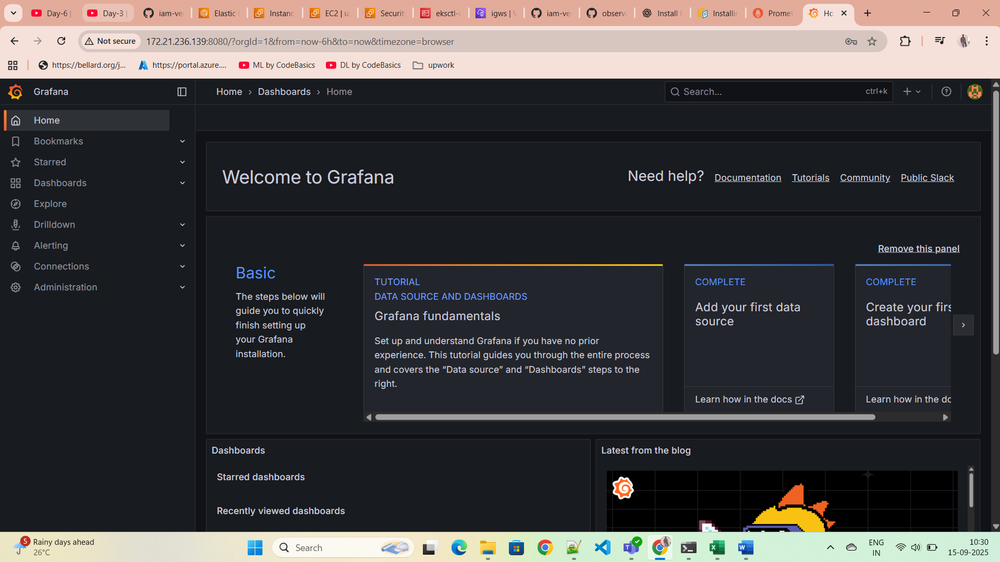 Day-6 |
Day-3 |
iam-ve
Elastic
Instanc
EC2 | u
Security
eksctl-c
igws | V
iam-ve
observa
Install F
Installin
Promet
Ho
Not secure
172.21.236.139:8080/?orgId=1&from=now-6h&to=now&timezone=browser
https://bellard.org/j...
https://portal.azure....
ML by CodeBasics
DL by CodeBasics
upwork
Grafana
Home › Dashboards › Home
Search...
ctrl+k
Home
Bookmarks
Starred
Dashboards
Explore
Drilldown
Alerting
Connections
Administration
Welcome to Grafana
Need help?
Documentation
Tutorials
Community
Public Slack
Remove this panel
Basic
The steps below will
guide you to quickly
finish setting up
your Grafana
installation.
TUTORIAL
DATA SOURCE AND DASHBOARDS
Grafana fundamentals
Set up and understand Grafana if you have no prior
experience. This tutorial guides you through the entire process
and covers the “Data source” and “Dashboards” steps to the
right.
COMPLETE
Add your first data
source
Learn how in the docs
COMPLETE
Create your firs
dashboard
Learn how in the do
Dashboards
Starred dashboards
Recently viewed dashboards
Latest from the blog
5
Rainy days ahead
26°C
Search
ENG
IN
10:30
15-09-2025